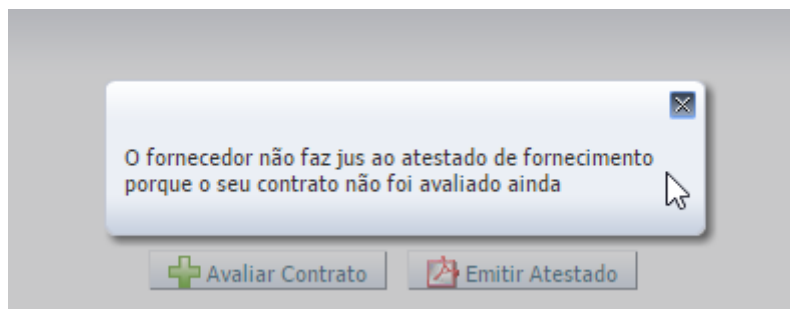 O fornecedor não faz jus ao atestado de fornecimento
porque o seu contrato não foi avaliado ainda
Avaliar Contrato
Emitir Atestado